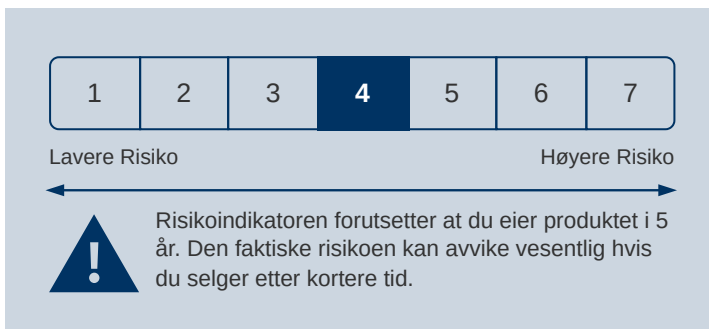 1 2 3 4 5 6 7
Lavere Risiko Høyere Risiko
Risikoindikatoren forutsetter at du eier produktet i 5
år. Den faktiske risikoen kan avvike vesentlig hvis
du selger etter kortere tid.